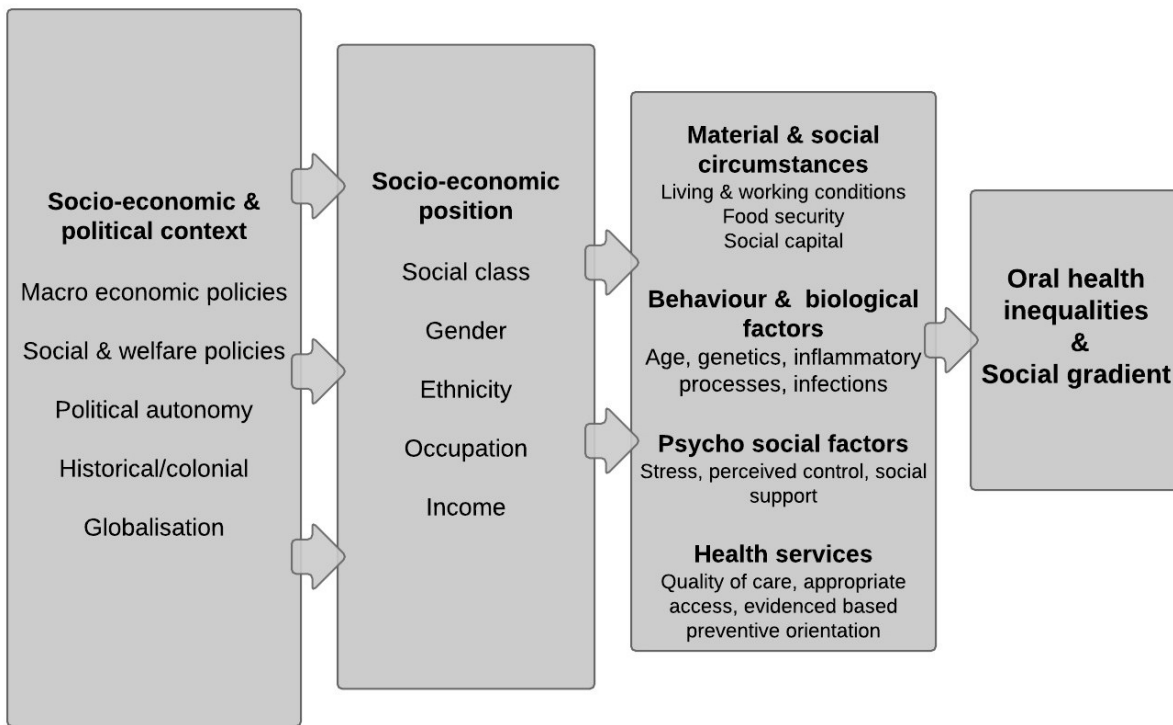 Socio-economic &
political context
Macro economic policies
Social & welfare policies
Political autonomy
Historical/colonial
Globalisation
Socio-economic
position
Social class
Gender
Ethnicity
Occupation
Income
Material & social
circumstances
Living & working conditions
Food security
Social capital
Behaviour & biological
factors
Age, genetics, inflammatory
processes, infections
Psycho social factors
Stress, perceived control, social
support
Health services
Quality of care, appropriate
access, evidenced based
preventive orientation
Oral health
inequalities
&
Social gradient